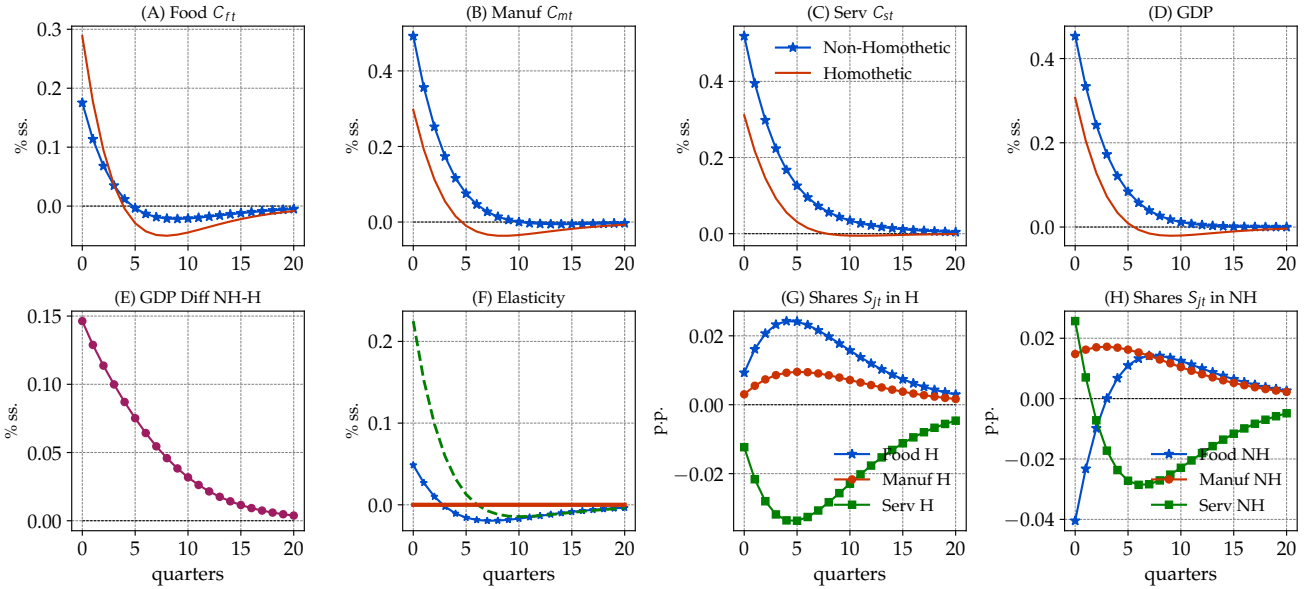 (A) Food C_ft
0.3
0.2
0.1
0.0
% ss.
0 5 10 15 20
(B) Manuf C_mt
0.4
0.2
0.0
% ss.
0 5 10 15 20
(C) Serv C_st
Non-Homothetic
Homothetic
0.4
0.2
0.0
% ss.
0 5 10 15 20
(D) GDP
0.4
0.2
0.0
% ss.
0 5 10 15 20
(E) GDP Diff NH-H
0.15
0.10
0.05
0.00
% ss.
0 5 10 15 20
quarters
(F) Elasticity
0.2
0.1
0.0
% ss.
0 5 10 15 20
quarters
(G) Shares S_jt in H
0.02
0.00
−0.02
p.p.
Food H
Manuf H
Serv H
0 5 10 15 20
quarters
(H) Shares S_jt in NH
0.02
0.00
−0.02
−0.04
p.p.
Food NH
Manuf NH
Serv NH
0 5 10 15 20
quarters